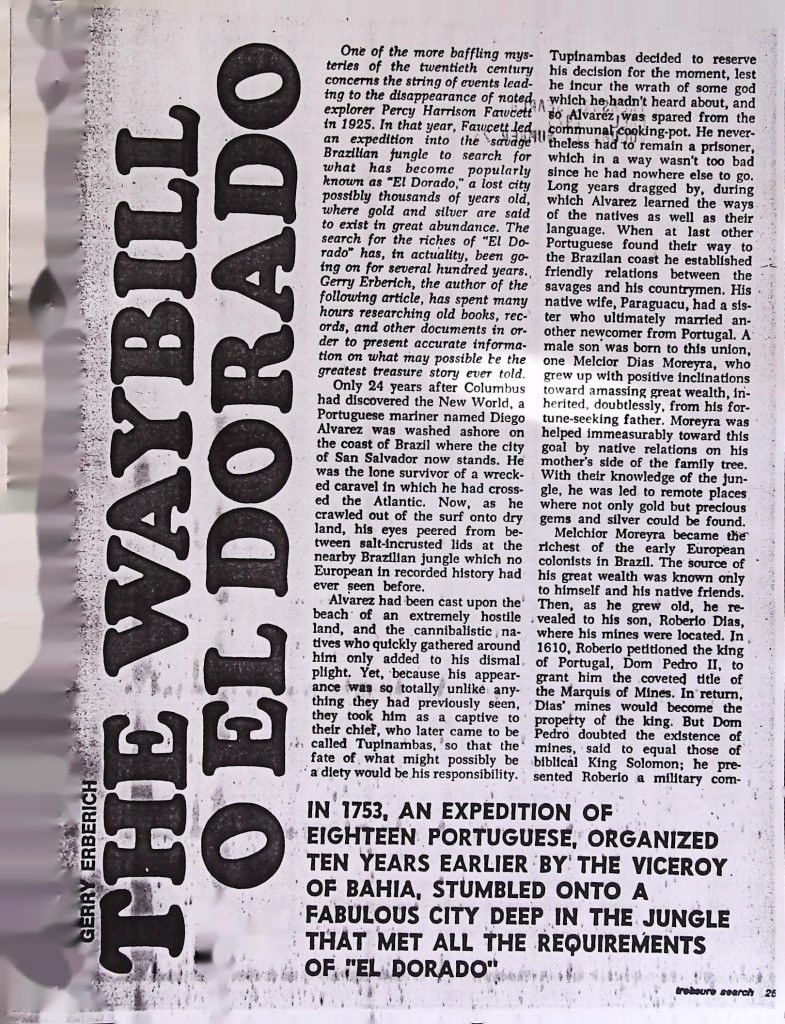 GERRY ERBERICH
THE WAYBILL
O EL DORADO
One of the more baffling mys-
teries of the twentieth century
concerns the string of events lead-
ing to the disappearance of noted
explorer Percy Harrison Fawcett
in 1925. In that year, Fawcett led
an expedition into the savage
Brazilian jungle to search for
what has become popularly
known as "El Dorado," a lost city
possibly thousands of years old,
where gold and silver are said
to exist in great abundance. The
search for the riches of "El Do-
rado" has, in actuality, been go-
ing on for several hundred years.
Gerry Erberich, the author of the
following article, has spent many
hours researching old books, rec-
ords, and other documents in or-
der to present accurate informa-
tion on what may possible be the
greatest treasure story ever told.
Only 24 years after Columbus
had discovered the New World, a
Portuguese mariner named Diego
Alvarez was washed ashore on
the coast of Brazil where the city
of San Salvador now stands. He
was the lone survivor of a wreck-
ed caravel in which he had cross-
ed the Atlantic. Now, as he
crawled out of the surf onto dry
land, his eyes peered from be-
tween salt-incrusted lids at the
nearby Brazilian jungle which no
European in recorded history had
ever seen before.
Alvarez had been cast upon the
beach of an extremely hostile
land, and the cannibalistic na-
tives who quickly gathered around
him only added to his dismal
plight. Yet, because his appear-
ance was so totally unlike any-
thing they had previously seen,
they took him as a captive to
their chief, who later came to be
called Tupinambas, so that the
fate of what might possibly be
a diety would be his responsibility.
Tupinambas decided to reserve
his decision for the moment, lest
he incur the wrath of some god
which he hadn't heard about, and
so Alvarez was spared from the
communal cooking-pot. He never-
theless had to remain a prisoner,
which in a way wasn't too bad
since he had nowhere else to go.
Long years dragged by, during
which Alvarez learned the ways
of the natives as well as their
language. When at last other
Portuguese found their way to
the Brazilan coast he established
friendly relations between the
savages and his countrymen. His
native wife, Paraguacu, had a sis-
ter who ultimately married an-
other newcomer from Portugal. A
male son was born to this union,
one Melcior Dias Moreyra, who
grew up with positive inclinations
toward amassing great wealth, in-
herited, doubtlessly, from his for-
tune-seeking father. Moreyra was
helped immeasurably toward this
goal by native relations on his
mother's side of the family tree.
With their knowledge of the jun-
gle, he was led to remote places
where not only gold but precious
gems and silver could be found.
Melchior Moreyra became the
richest of the early European
colonists in Brazil. The source of
his great wealth was known only
to himself and his native friends.
Then, as he grew old, he re-
vealed to his son, Roberio Dias,
where his mines were located. In
1610, Roberio petitioned the king
of Portugal, Dom Pedro II, to
grant him the coveted title of
the Marquis of Mines. In return,
Dias' mines would become the
property of the king. But Dom
Pedro doubted the existence of
mines, said to equal those of
biblical King Solomon; he pre-
sented Roberio a military com-
IN 1753, AN EXPEDITION OF
EIGHTEEN PORTUGUESE, ORGANIZED
TEN YEARS EARLIER BY THE VICEROY
OF BAHIA, STUMBLED ONTO A
FABULOUS CITY DEEP IN THE JUNGLE
THAT MET ALL THE REQUIREMENTS
OF "EL DORADO"
treasure search 25